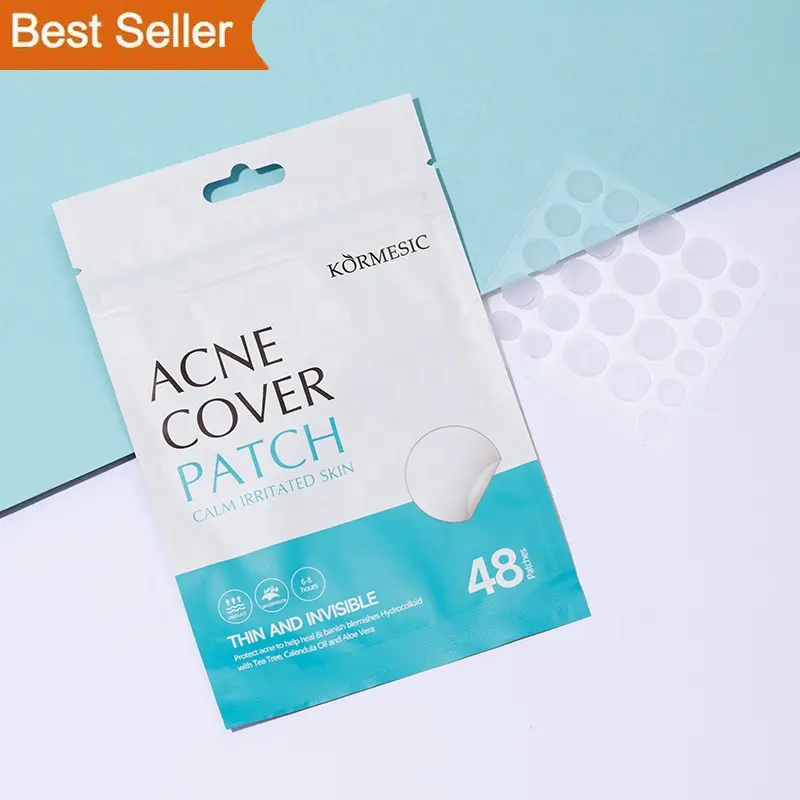 Best Seller
KORMESIC
ACNE
COVER
PATCH
CALM IRRITATED SKIN
6-8
hours
48
Patches
THIN AND INVISIBLE
Protect acne to help heal & banish blemishes Hydrocolloid
with Tea Tree, Calendula Oil and Aloe Vera